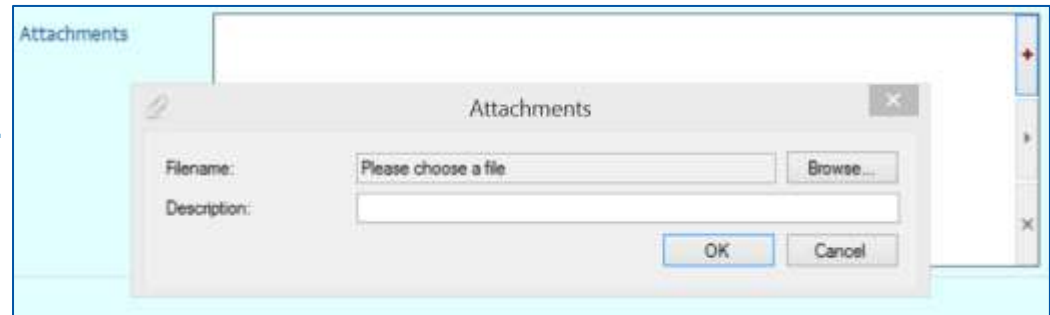 Attachments
Attachments
Filename: Please choose a file Browse...
Description:
OK Cancel